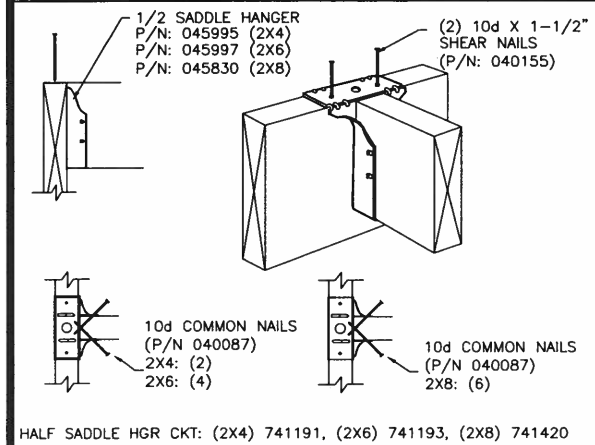 1/2 SADDLE HANGER
P/N: 045995 (2X4)
P/N: 045997 (2X6)
P/N: 045830 (2X8)
(2) 10d X 1-1/2"
SHEAR NAILS
(P/N: 040155)
10d COMMON NAILS
(P/N 040087)
2X4: (2)
2X6: (4)
10d COMMON NAILS
(P/N 040087)
2X8: (6)
HALF SADDLE HGR CKT: (2X4) 741191, (2X6) 741193, (2X8) 741420